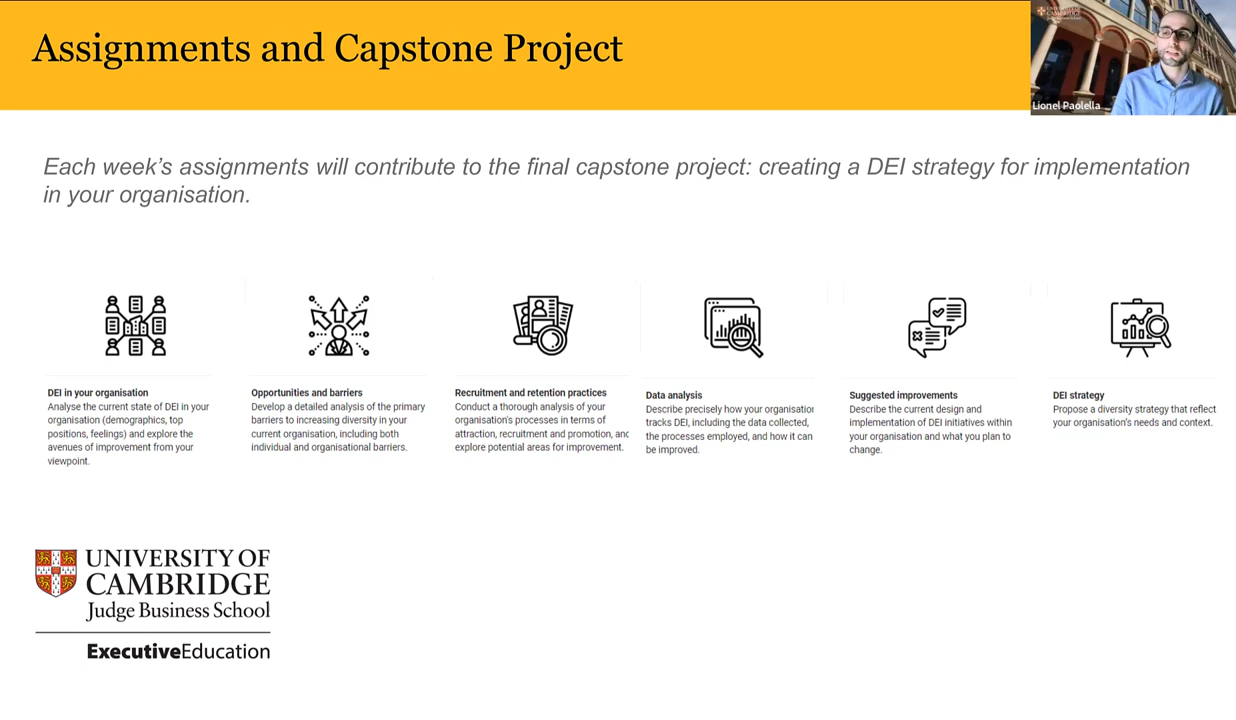 Assignments and Capstone Project
UNIVERSITY OF
CAMBRIDGE
Judge Business School
Lionel Paolella
Each week's assignments will contribute to the final capstone project: creating a DEI strategy for implementation
in your organisation.
DEI in your organisation
Analyse the current state of DEI in your
organisation (demographics, top
positions, feelings) and explore the
avenues of improvement from your
viewpoint.
Opportunities and barriers
Develop a detailed analysis of the primary
barriers to increasing diversity in your
current organisation, including both
individual and organisational barriers.
Recruitment and retention practices
Conduct a thorough analysis of your
organisation's processes in terms of
attraction, recruitment and promotion, and
explore potential areas for improvement.
Data analysis
Describe precisely how your organisation
tracks DEI, including the data collected,
the processes employed, and how it can
be improved.
Suggested improvements
Describe the current design and
implementation of DEI initiatives within
your organisation and what you plan to
change.
DEI strategy
Propose a diversity strategy that reflect
your organisation's needs and context.
UNIVERSITY OF
CAMBRIDGE
Judge Business School
ExecutiveEducation